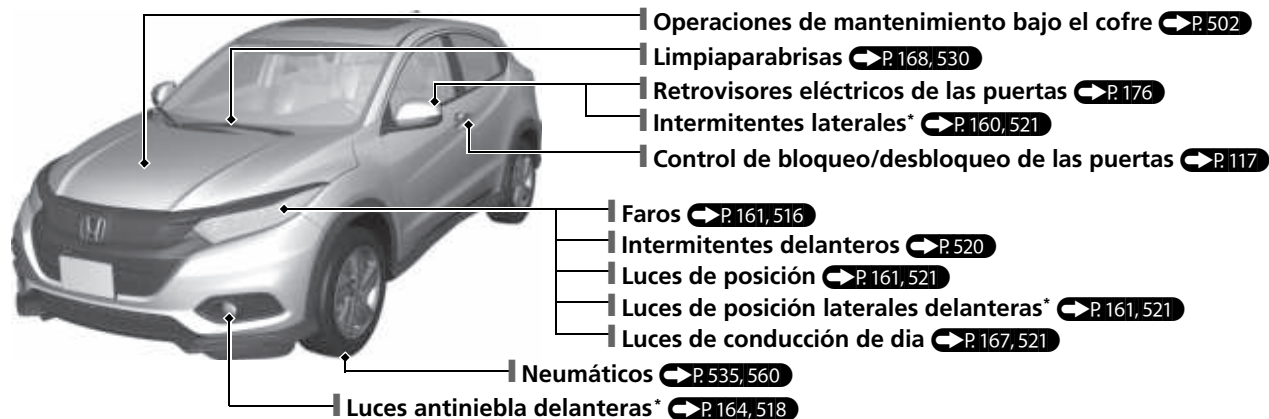 Operaciones de mantenimiento bajo el cofre P. 502
Limpiaparabrisas P. 168, 530
Retrovisores eléctricos de las puertas P. 176
Intermitentes laterales* P. 160, 521
Control de bloqueo/desbloqueo de las puertas P. 117
Faros P. 161, 516
Intermitentes delanteros P. 520
Luces de posición P. 161, 521
Luces de posición laterales delanteras* P. 161, 521
Luces de conducción de dia P. 167, 521
Neumáticos P. 535, 560
Luces antiniebla delanteras* P. 164, 518